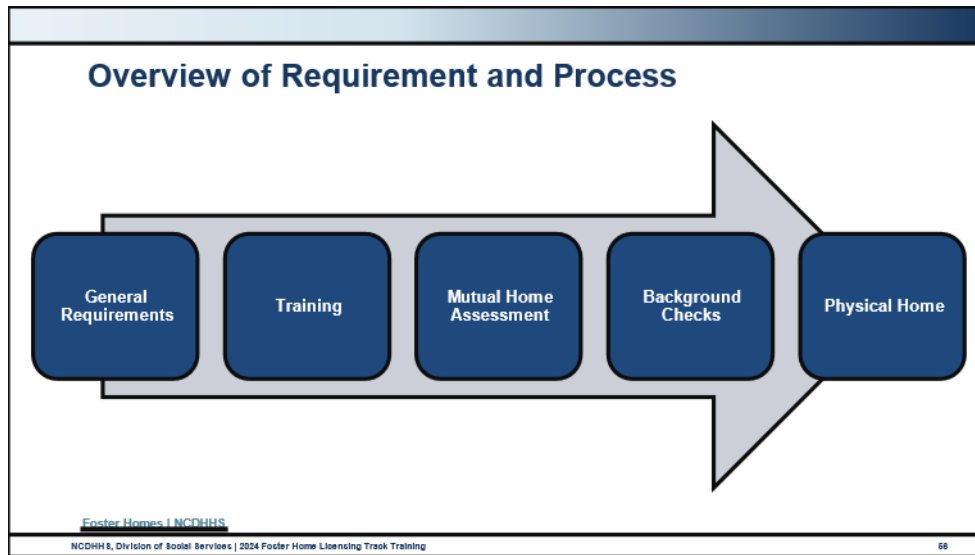 Overview of Requirement and Process
General
Requirements
Training
Mutual Home
Assessment
Background
Checks
Physical Home
Foster Homes | NCDHHS
NCDHHS, Division of Social Services | 2024 Foster Home Licensing Track Training
56